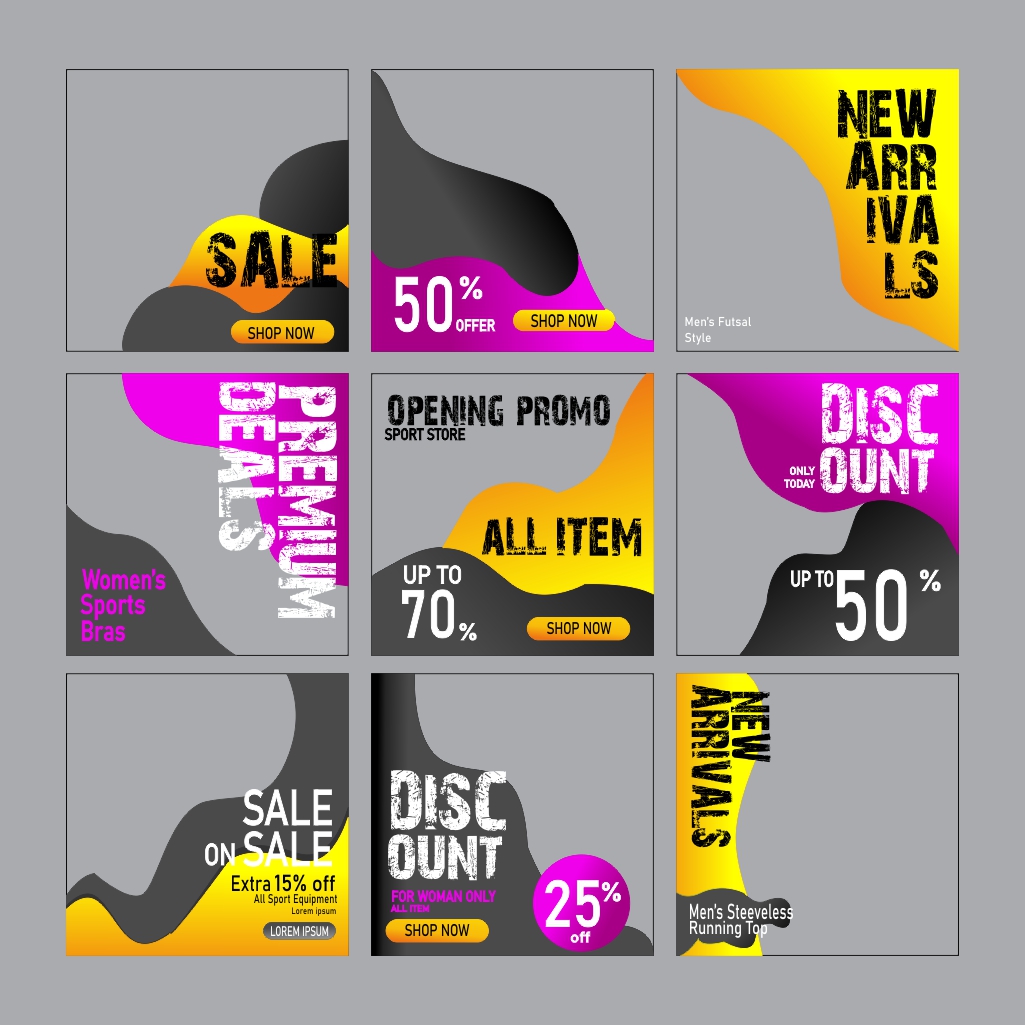 SALE
SHOP NOW
50%
OFFER
SHOP NOW
NEW
ARR
IVA
LS
Men's Futsal
Style
PREMIUM
DEALS
Women's
Sports
Bras
OPENING PROMO
SPORT STORE
ALL ITEM
UP TO
70%
SHOP NOW
DISC
ONLY
TODAY
OUNT
UP TO 50%
SALE
ON SALE
Extra 15% off
All Sport Equipment
Lorem ipsum
LOREM IPSUM
DISC
OUNT
FOR WOMAN ONLY
ALL ITEM
SHOP NOW
25%
off
NEW
ARRIVALS
Men's Steeveless
Running Top